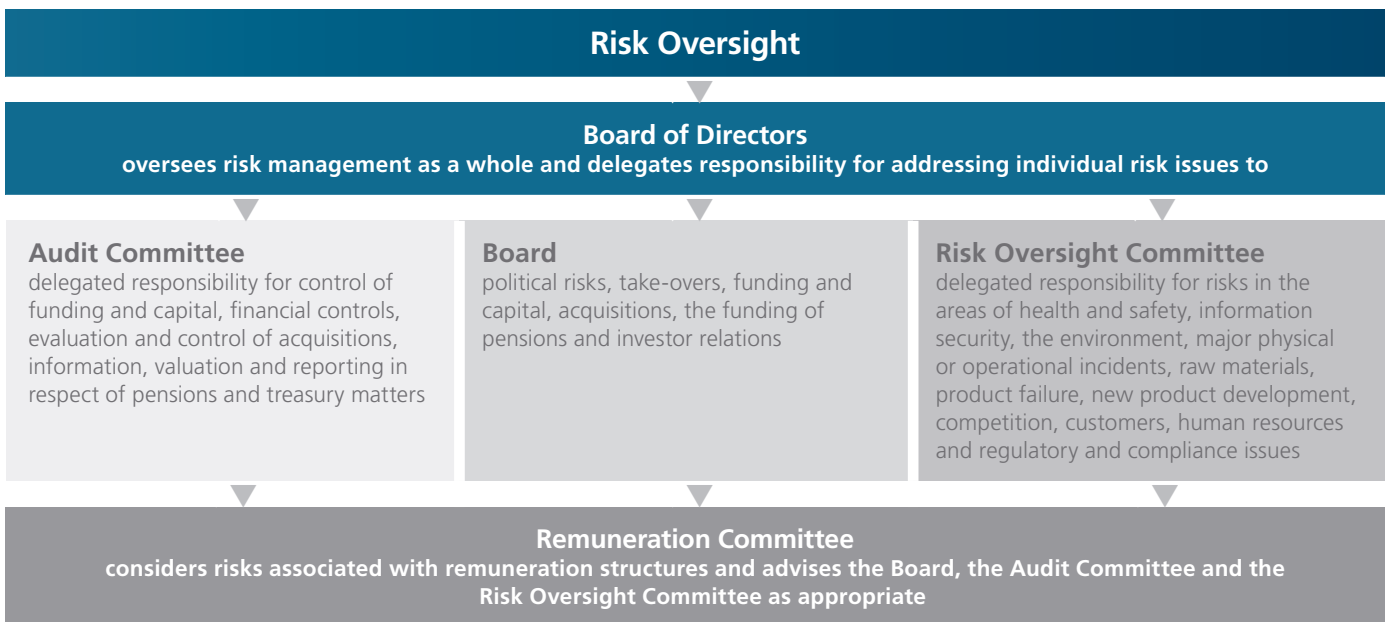 Risk Oversight
Board of Directors
oversees risk management as a whole and delegates responsibility for addressing individual risk issues to
Audit Committee
delegated responsibility for control of
funding and capital, financial controls,
evaluation and control of acquisitions,
information, valuation and reporting in
respect of pensions and treasury matters
Board
political risks, take-overs, funding and
capital, acquisitions, the funding of
pensions and investor relations
Risk Oversight Committee
delegated responsibility for risks in the
areas of health and safety, information
security, the environment, major physical
or operational incidents, raw materials,
product failure, new product development,
competition, customers, human resources
and regulatory and compliance issues
Remuneration Committee
considers risks associated with remuneration structures and advises the Board, the Audit Committee and the
Risk Oversight Committee as appropriate